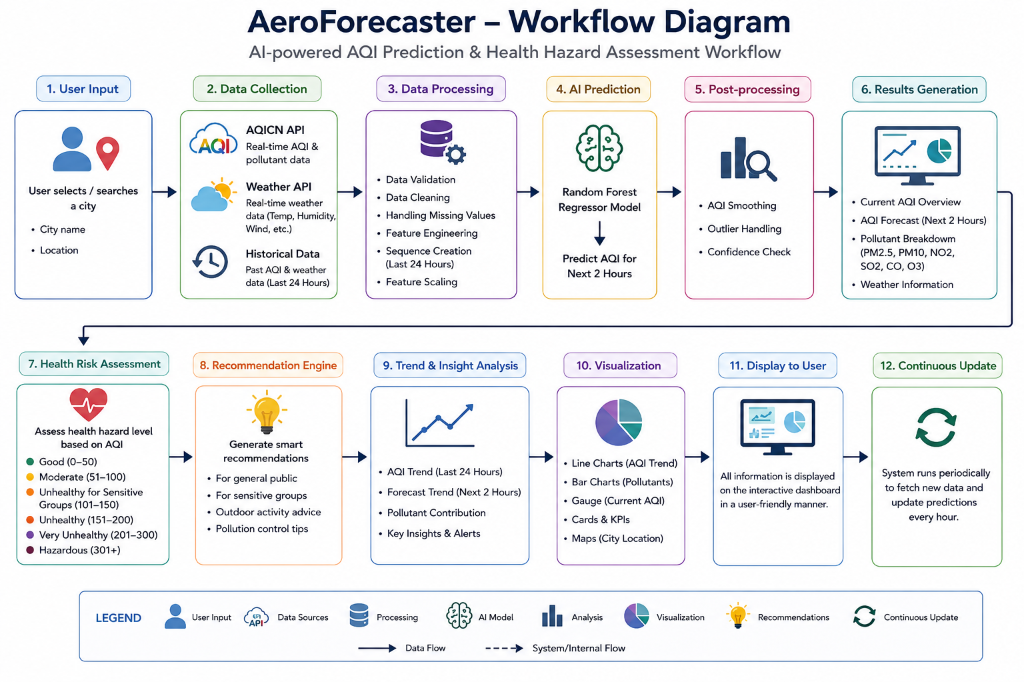 AeroForecaster – Workflow Diagram
AI-powered AQI Prediction & Health Hazard Assessment Workflow
1. User Input
User selects / searches
a city
• City name
• Location
2. Data Collection
AQI
AQICN API
Real-time AQI &
pollutant data
Weather API
Real-time weather
data (Temp, Humidity,
Wind, etc.)
Historical Data
Past AQI & weather
data (Last 24 Hours)
3. Data Processing
• Data Validation
• Data Cleaning
• Handling Missing Values
• Feature Engineering
• Sequence Creation
(Last 24 Hours)
• Feature Scaling
4. AI Prediction
Random Forest
Regressor Model
Predict AQI for
Next 2 Hours
5. Post-processing
• AQI Smoothing
• Outlier Handling
• Confidence Check
6. Results Generation
• Current AQI Overview
• AQI Forecast (Next 2 Hours)
• Pollutant Breakdowm
(PM2.5, PM10, NO2,
SO2, CO, O3)
• Weather Information
7. Health Risk Assessment
Assess health hazard level
based on AQI
Good (0–50)
Moderate (51–100)
Unhealthy for Sensitive
Groups (101–150)
Unhealthy (151–200)
Very Unhealthy (201–300)
Hazardous (301+)
8. Recommendation Engine
Generate smart
recommendations
• For general public
• For sensitive groups
• Outdoor activity advice
• Pollution control tips
9. Trend & Insight Analysis
• AQI Trend (Last 24 Hours)
• Forecast Trend (Next 2 Hours)
• Pollutant Contribution
• Key Insights & Alerts
10. Visualization
• Line Charts (AQI Trend)
• Bar Charts (Pollutants)
• Gauge (Current AQI)
• Cards & KPIs
• Maps (City Location)
11. Display to User
All information is displayed
on the interactive dashboard
in a user-friendly manner.
12. Continuous Update
System runs periodically
to fetch new data and
update predictions
every hour.
LEGEND
User Input
API
Data Sources
Processing
AI Model
Analysis
Visualization
Recommendations
Continuous Update
Data Flow
System/Internal Flow